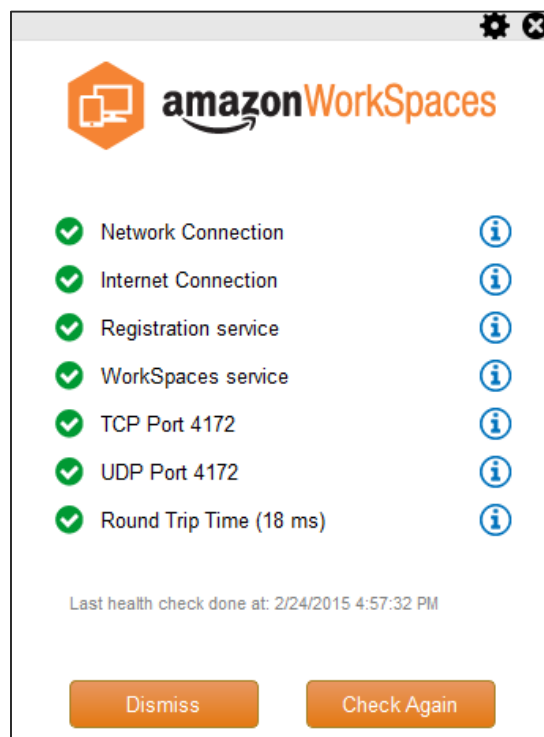 amazonWorkSpaces
Network Connection
Internet Connection
Registration service
WorkSpaces service
TCP Port 4172
UDP Port 4172
Round Trip Time (18 ms)
Last health check done at: 2/24/2015 4:57:32 PM
Dismiss Check Again